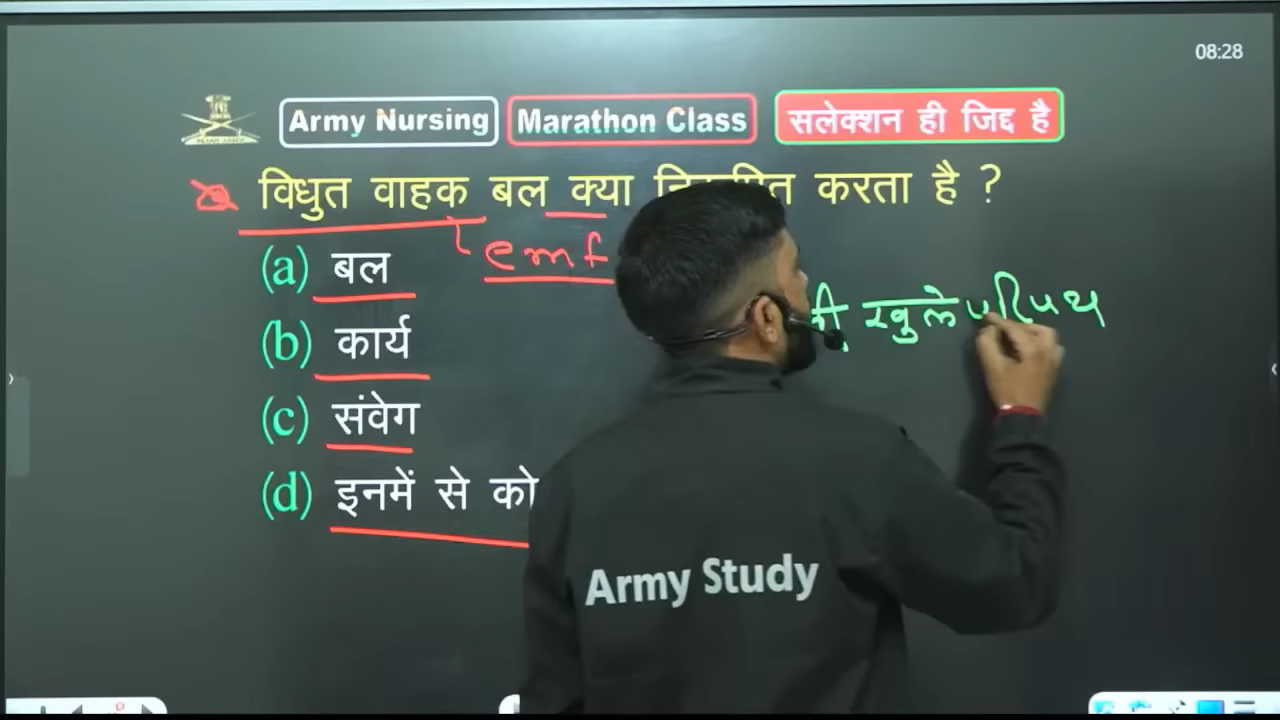 08:28
Army Nursing Marathon Class सलेक्शन ही जिद्द है
विधुत वाहक बल क्या करता है ?
emf
(a) बल
खुले परिपथ
(b) कार्य
(c) संवेग
(d) इनमें से को
Army Study